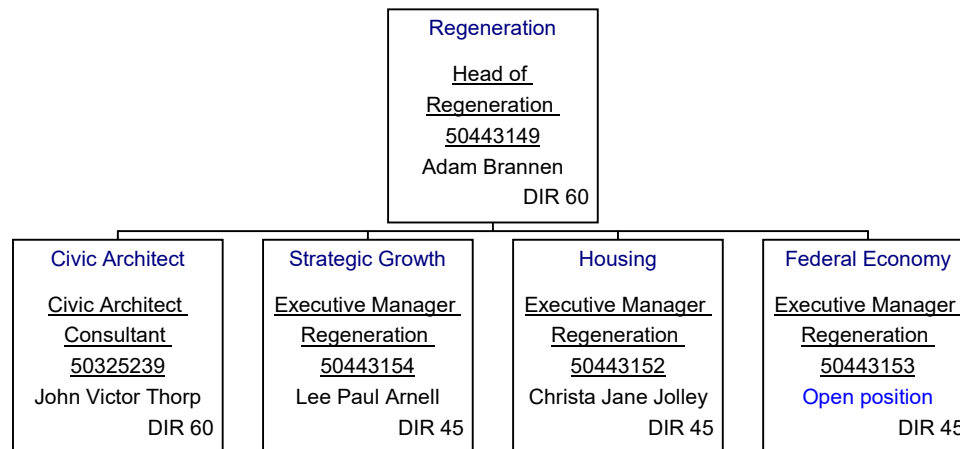 Regeneration
Head of
Regeneration
50443149
Adam Brannen
DIR 60
Civic Architect
Civic Architect
Consultant
50325239
John Victor Thorp
DIR 60
Strategic Growth
Executive Manager
Regeneration
50443154
Lee Paul Arnell
DIR 45
Housing
Executive Manager
Regeneration
50443152
Christa Jane Jolley
DIR 45
Federal Economy
Executive Manager
Regeneration
50443153
Open position
DIR 45